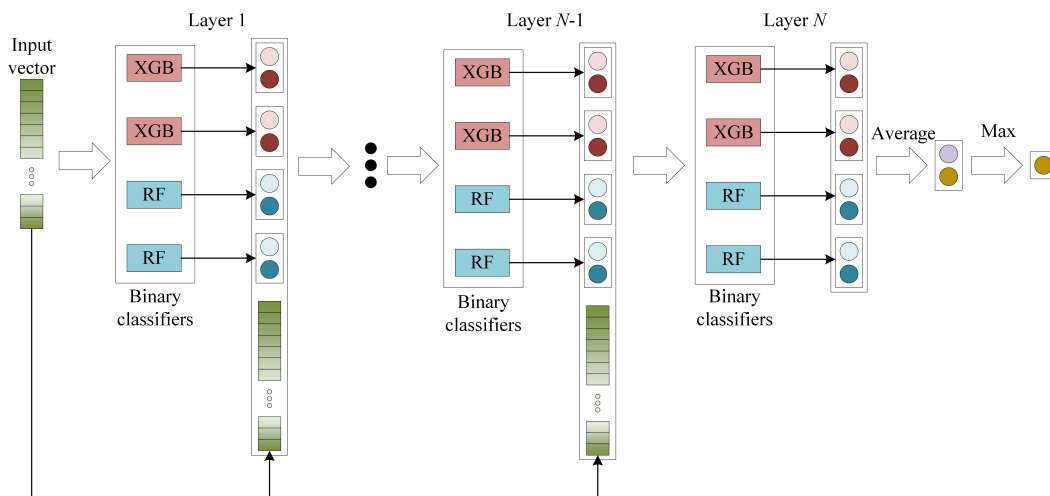 Layer 1
Layer N-1
Layer N
Input
vector
XGB
XGB
RF
RF
Binary
classifiers
XGB
XGB
RF
RF
Binary
classifiers
XGB
XGB
RF
RF
Binary
classifiers
Average
Max